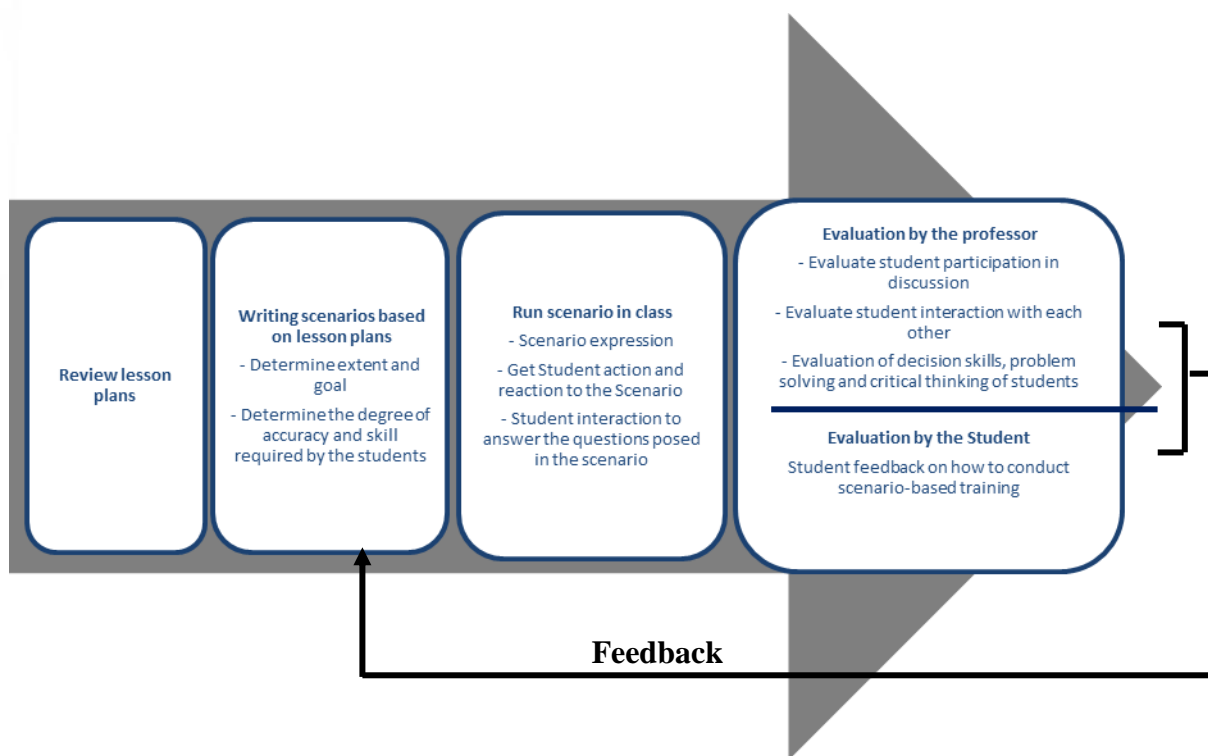 Review lesson
plans
Writing scenarios based
on lesson plans
- Determine extent and
goal
- Determine the degree of
accuracy and skill
required by the students
Run scenario in class
- Scenario expression
- Get Student action and
reaction to the Scenario
- Student interaction to
answer the questions posed
in the scenario
Evaluation by the professor
- Evaluate student participation in
discussion
- Evaluate student interaction with each
other
- Evaluation of decision skills, problem
solving and critical thinking of students
Evaluation by the Student
Student feedback on how to conduct
scenario-based training
Feedback